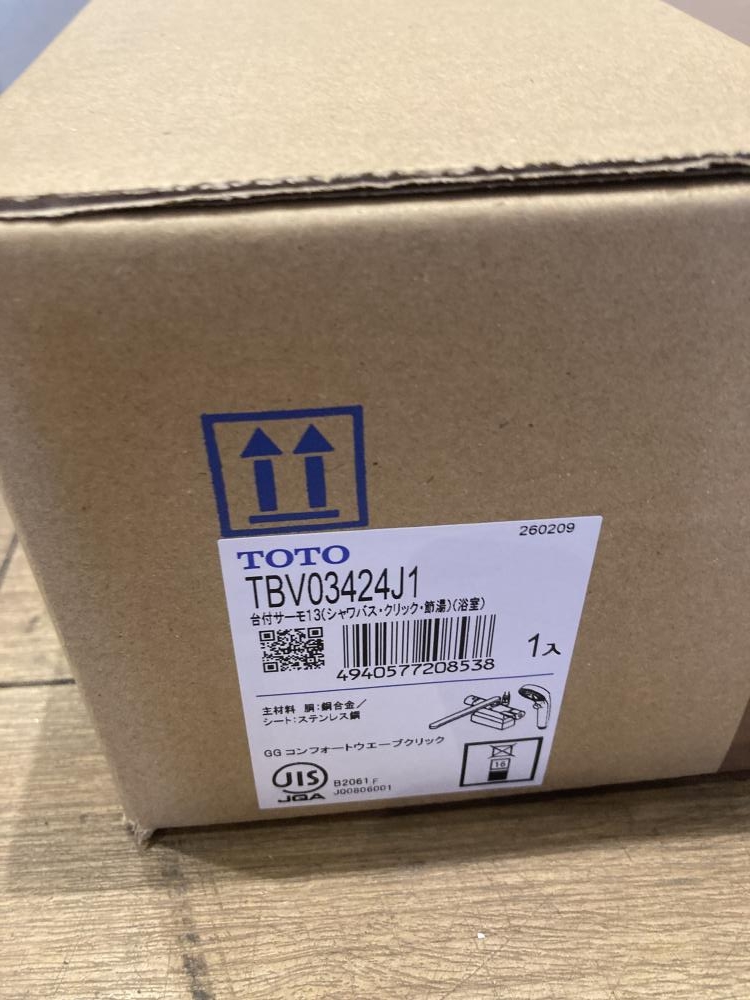 260209
TOTO
TBV03424J1
台付サーモ13(シャワバス・クリック・節湯)(浴室)
1入
4940577208538
主材料 胴:銅合金/
シート:ステンレス鋼
GG コンフォートウエーブクリック
JIS
JQA
B2061 F
JQ0806001
16